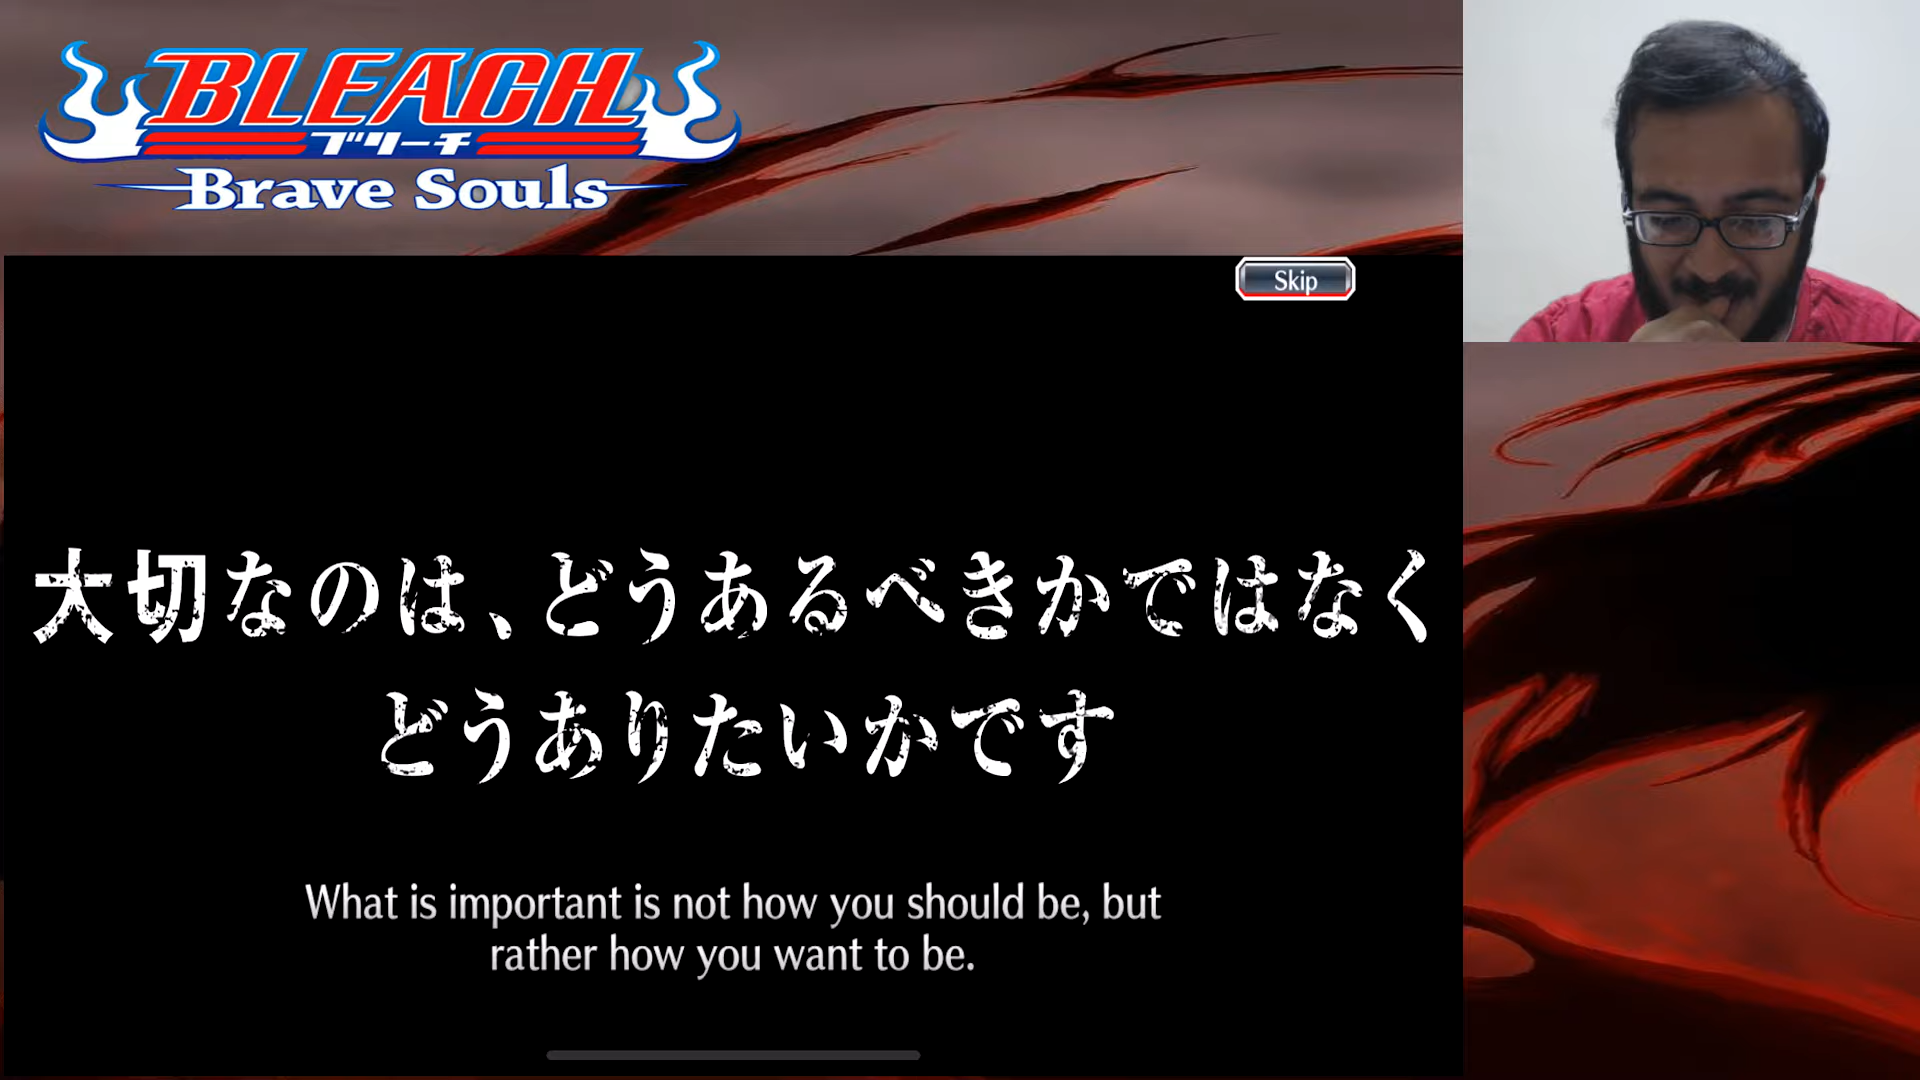 BLEACH
ブリーチ
Brave Souls
Skip
大切なのは、どうあるべきかではなく
どうありたいかです
What is important is not how you should be, but
rather how you want to be.